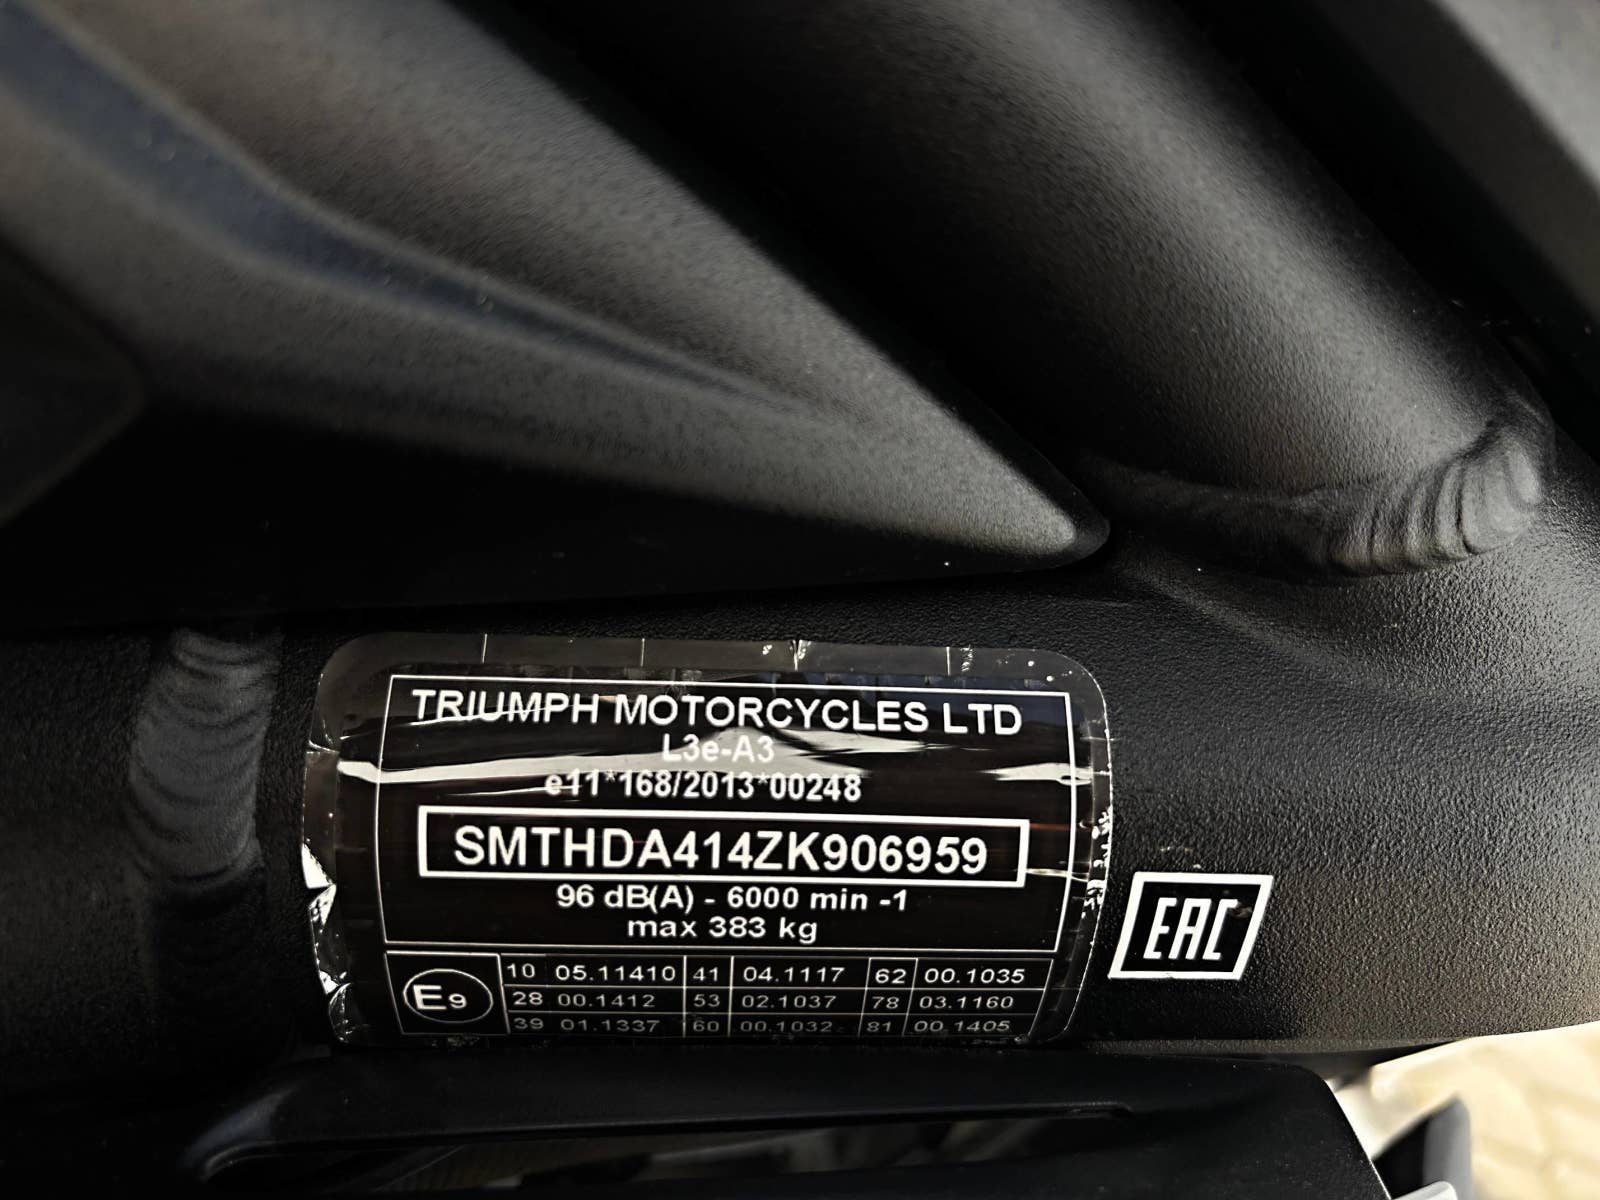 TRIUMPH MOTORCYCLES LTD
L3e-A3
e11*168/2013*00248
SMTHDA414ZK906959
96 dB(A) - 6000 min -1
max 383 kg
E9
10 05.11410 41 04.1117 62 00.1035
28 00.1412 53 02.1037 78 03.1160
39 01.1337 60 00.1032 81 00.1405
EAC